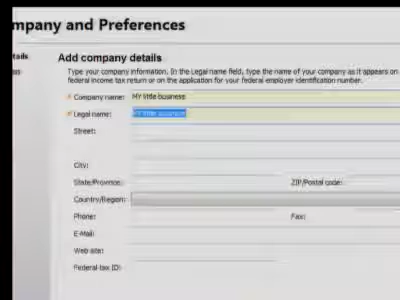 mpany and Preferences
tails
Add company details
Type your company information. In the Legal name field, type the name of your company as it appears on
federal income tax return or on the application for your federal employer identification number.
* Company name: MY little business
* Legal name: MY little business
Street:
City:
State/Province: ZIP/Postal code:
Country/Region:
Phone: Fax:
E-Mail:
Web site:
Federal tax ID: